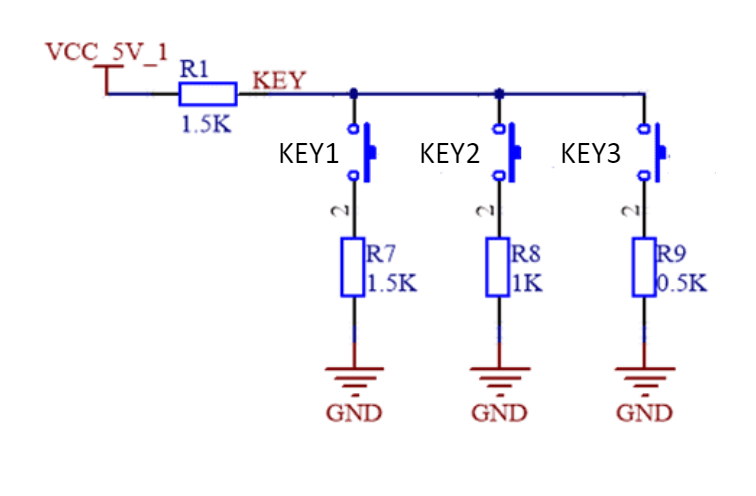 VCC_5V_1
R1
KEY
1.5K
KEY1
KEY2
KEY3
2
2
2
R7
1.5K
R8
1K
R9
0.5K
GND
GND
GND